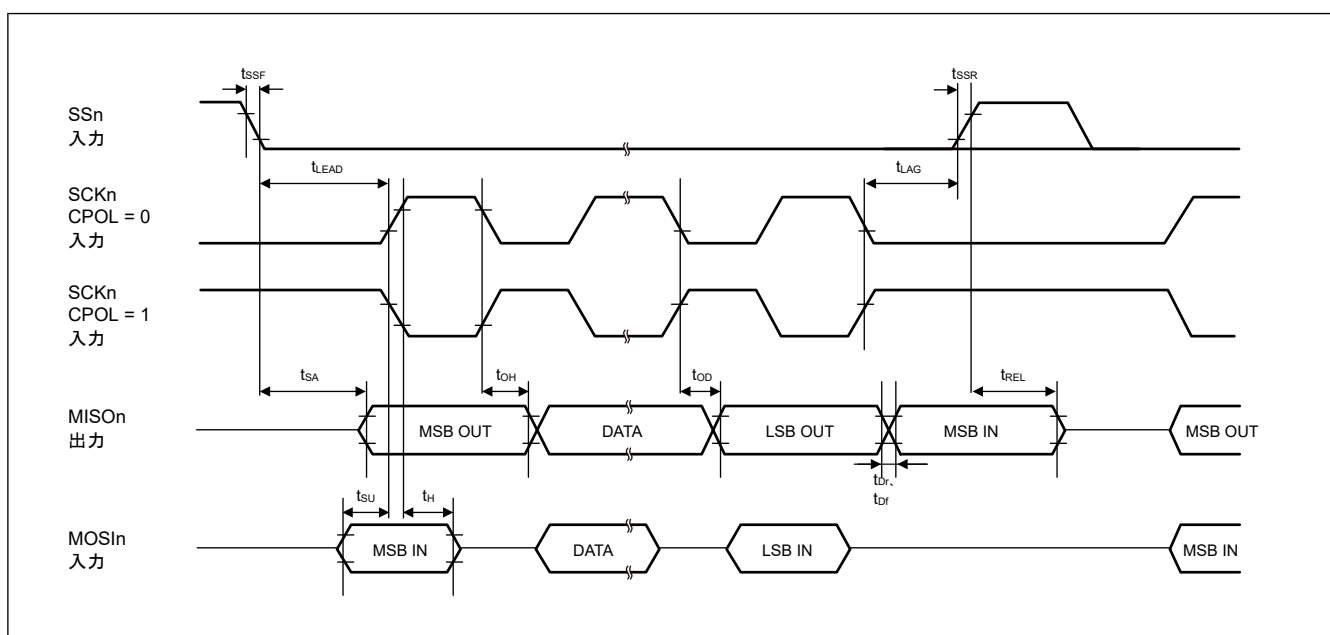 tSSF
tSSR
SSn
入力
tLEAD
tLAG
SCKn
CPOL = 0
入力
SCKn
CPOL = 1
入力
tSA
tOH
tOD
tREL
MISOn
出力
MSB OUT
DATA
LSB OUT
MSB IN
MSB OUT
tDr、
tDf
tSU
tH
MOSIn
入力
MSB IN
DATA
LSB IN
MSB IN